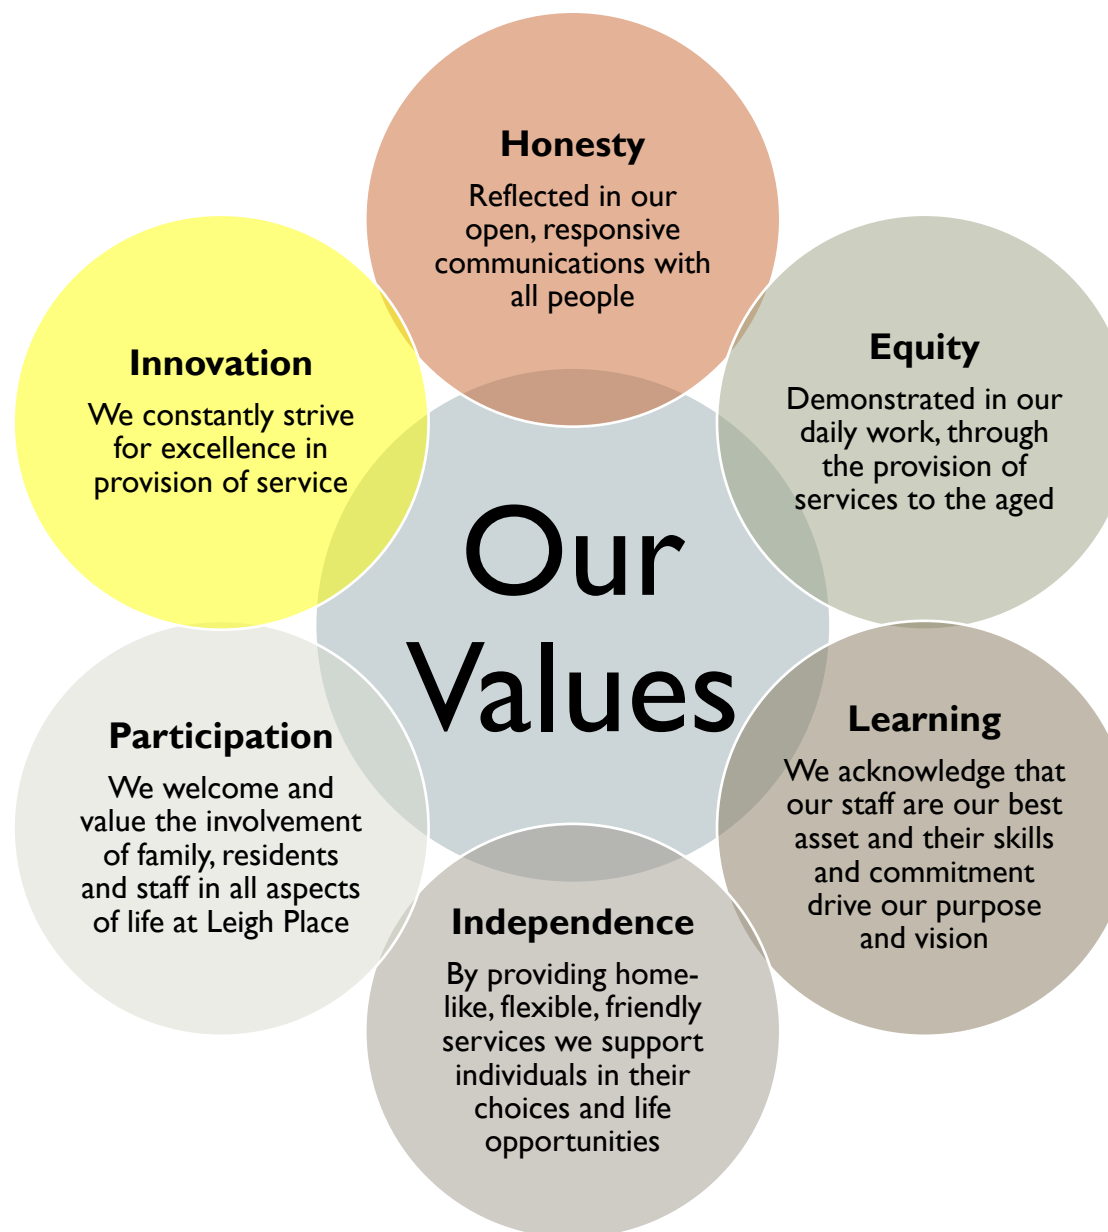 Honesty
Reflected in our
open, responsive
communications with
all people
Equity
Demonstrated in our
daily work, through
the provision of
services to the aged
Learning
We acknowledge that
our staff are our best
asset and their skills
and commitment
drive our purpose
and vision
Independence
By providing home-
like, flexible, friendly
services we support
individuals in their
choices and life
opportunities
Participation
We welcome and
value the involvement
of family, residents
and staff in all aspects
of life at Leigh Place
Innovation
We constantly strive
for excellence in
provision of service
Our
Values